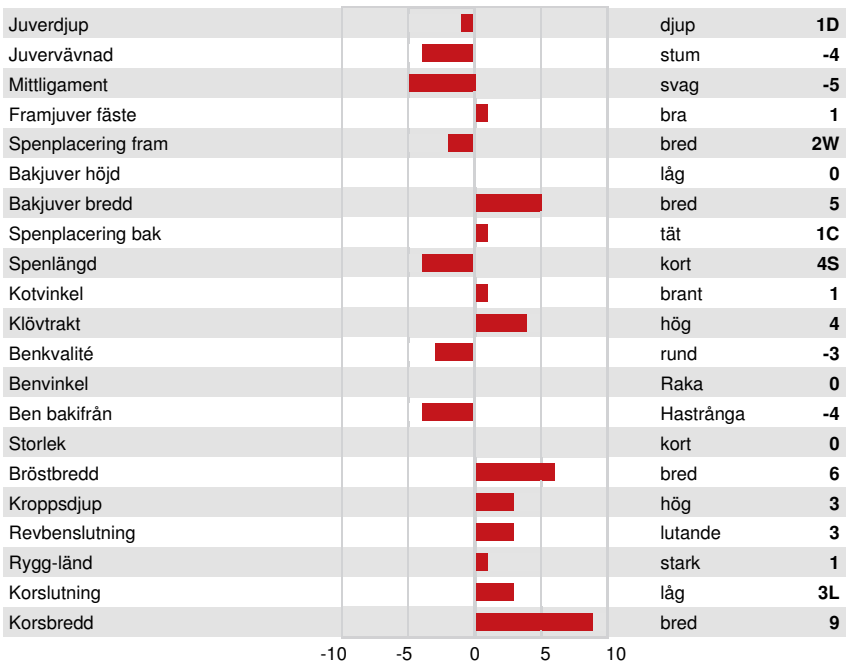 Juverdjup djup 1D
Juvervävnad stum -4
Mittligament svag -5
Framjuver fäste bra 1
Spenplacering fram bred 2W
Bakjuver höjd låg 0
Bakjuver bredd bred 5
Spenplacering bak tät 1C
Spenlängd kort 4S
Kotvinkel brant 1
Klövtrakt hög 4
Benkvalité rund -3
Benvinkel Raka 0
Ben bakifrån Hastrånga -4
Storlek kort 0
Bröstbredd bred 6
Kroppsdjup hög 3
Revbenslutning lutande 3
Rygg-länd stark 1
Korslutning låg 3L
Korsbredd bred 9
-10 -5 0 5 10